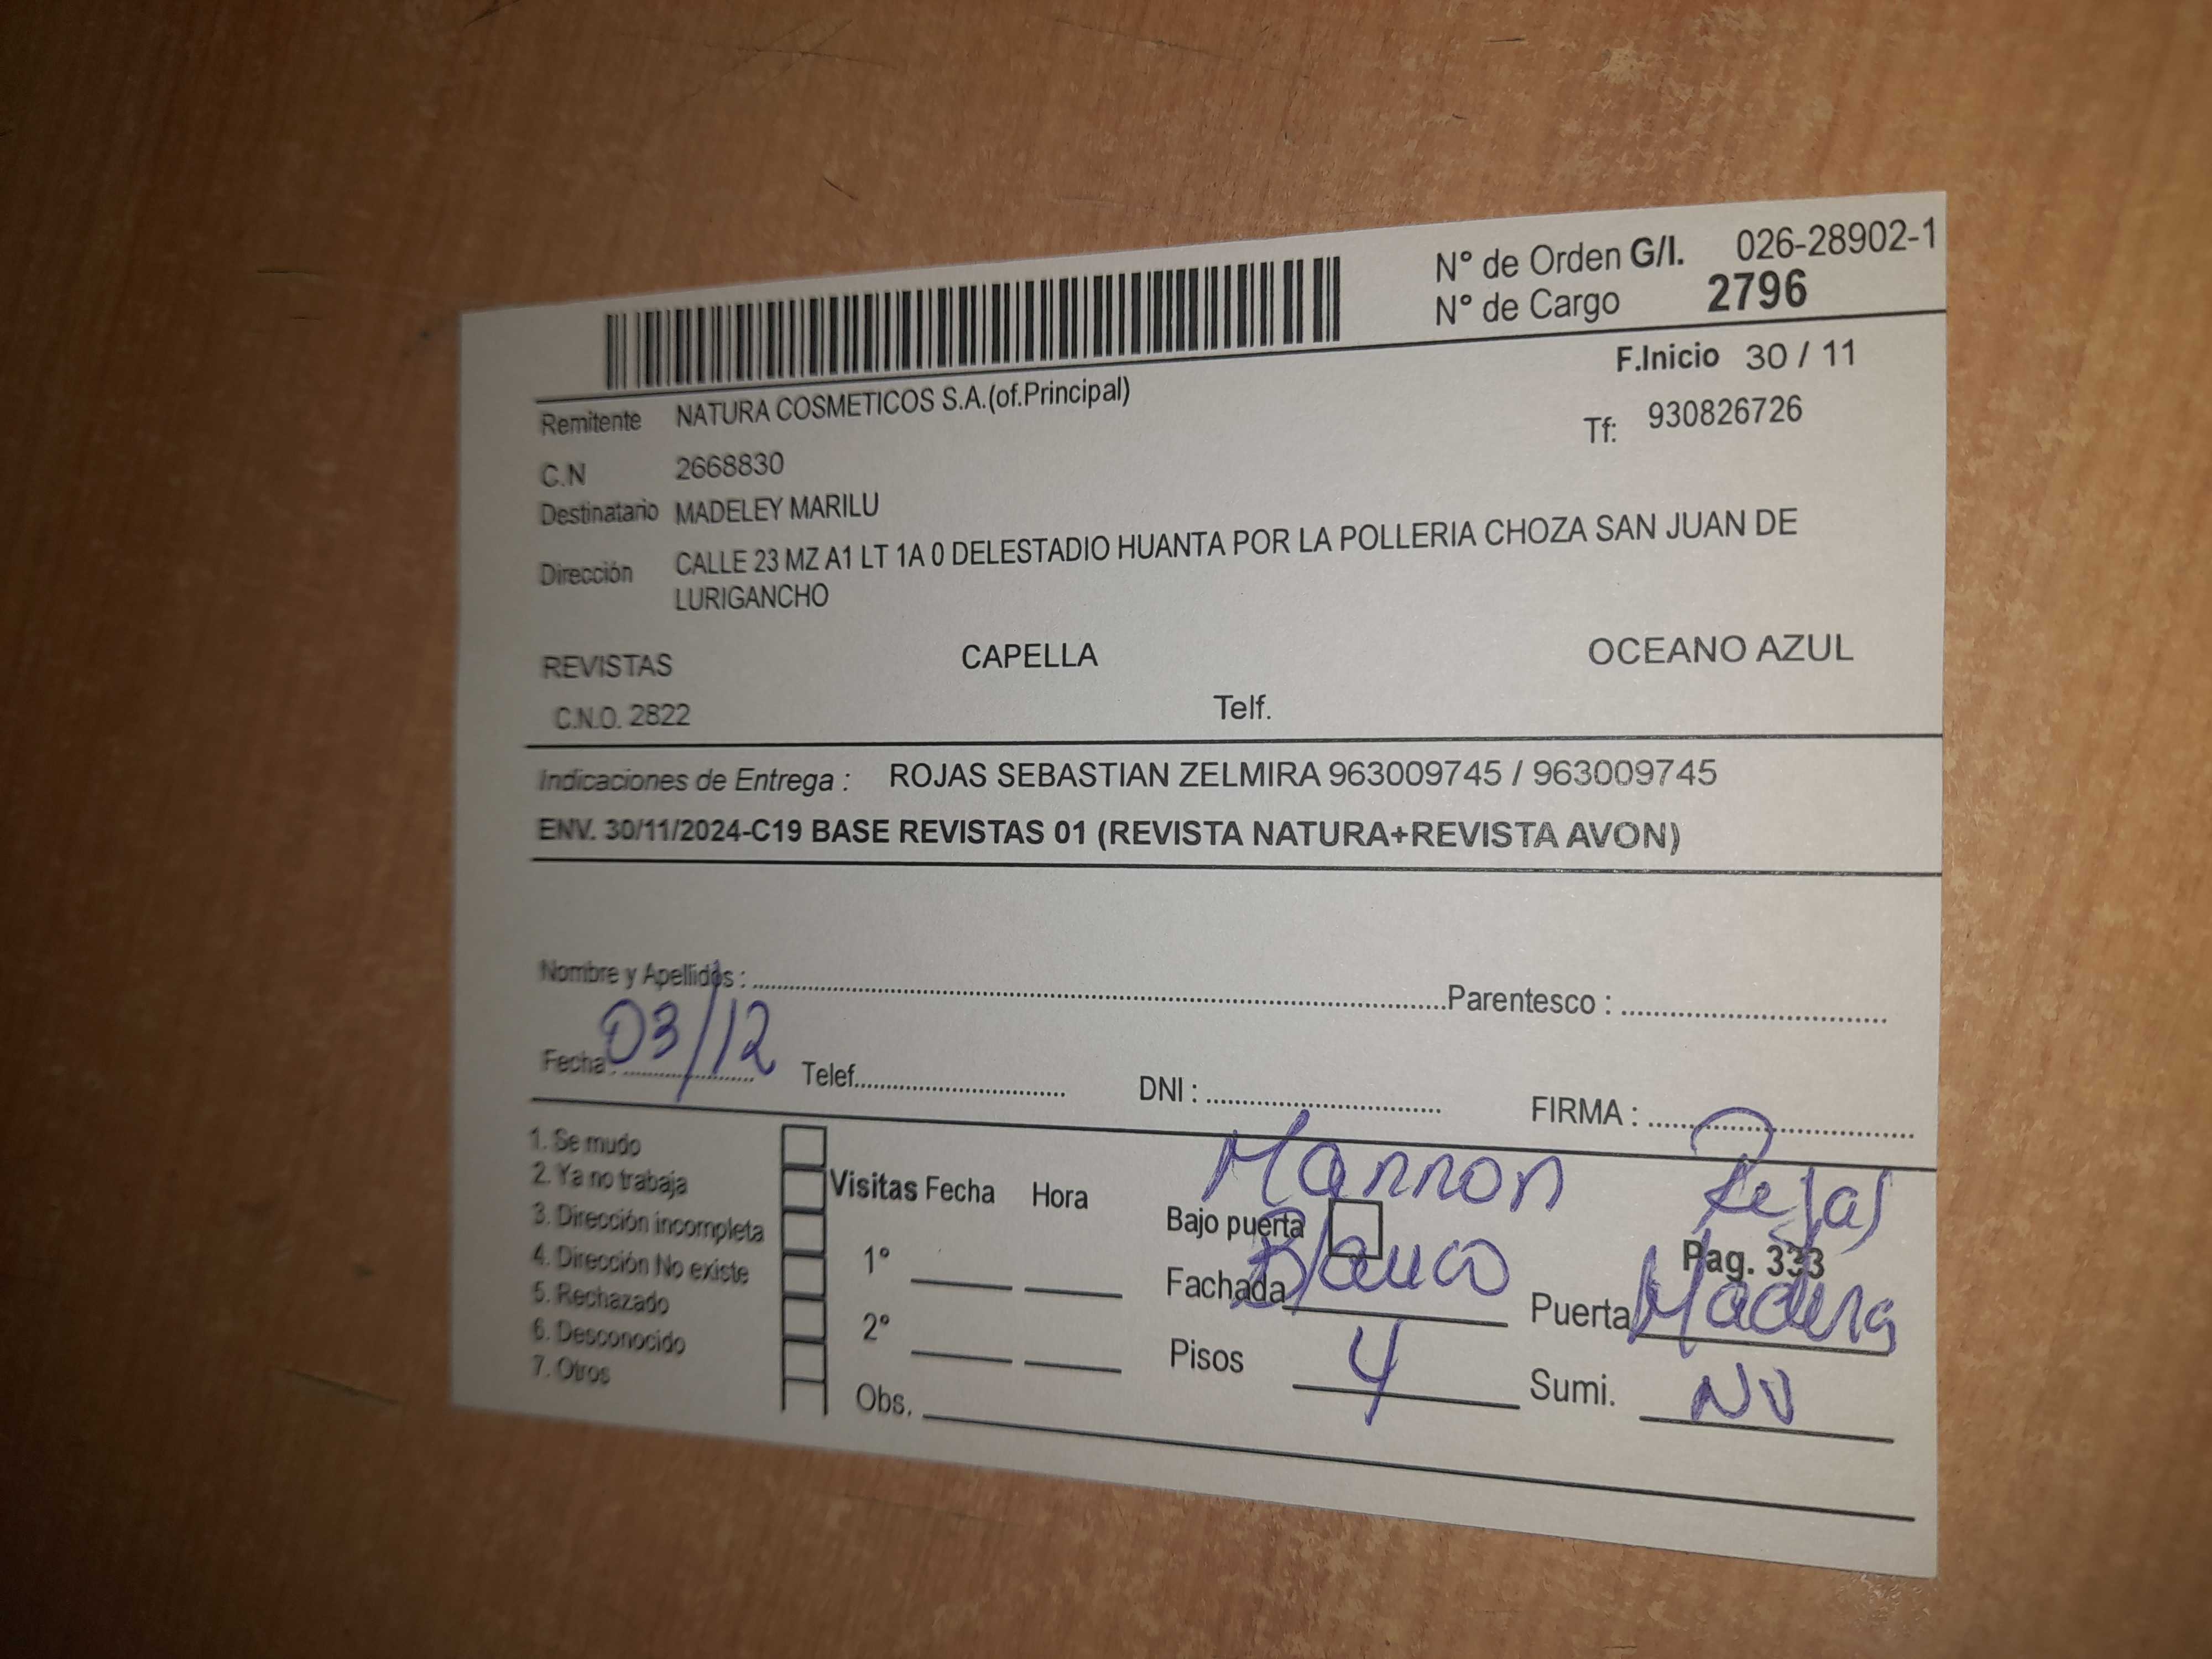 N° de Orden G/I. 026-28902-1
N° de Cargo 2796
F.Inicio 30 / 11
Remitente NATURA COSMETICOS S.A.(of.Principal)
Tf: 930826726
C.N 2668830
Destinatario MADELEY MARILU
Dirección CALLE 23 MZ A1 LT 1A 0 DELESTADIO HUANTA POR LA POLLERIA CHOZA SAN JUAN DE
LURIGANCHO
REVISTAS CAPELLA OCEANO AZUL
C.N.O. 2822 Telf.
Indicaciones de Entrega : ROJAS SEBASTIAN ZELMIRA 963009745 / 963009745
ENV. 30/11/2024-C19 BASE REVISTAS 01 (REVISTA NATURA+REVISTA AVON)
Nombre y Apellidos : Parentesco :
Fecha : 03/12 Telef. DNI : FIRMA :
1. Se mudo
2. Ya no trabaja
3. Dirección incompleta
4. Dirección No existe
5. Rechazado
6. Desconocido
7. Otros
Visitas Fecha Hora
1°
2°
Obs.
Marron Rejas
Bajo puerta Pag. 333
Fachada Blanco Puerta Madera
Pisos 4 Sumi. NO